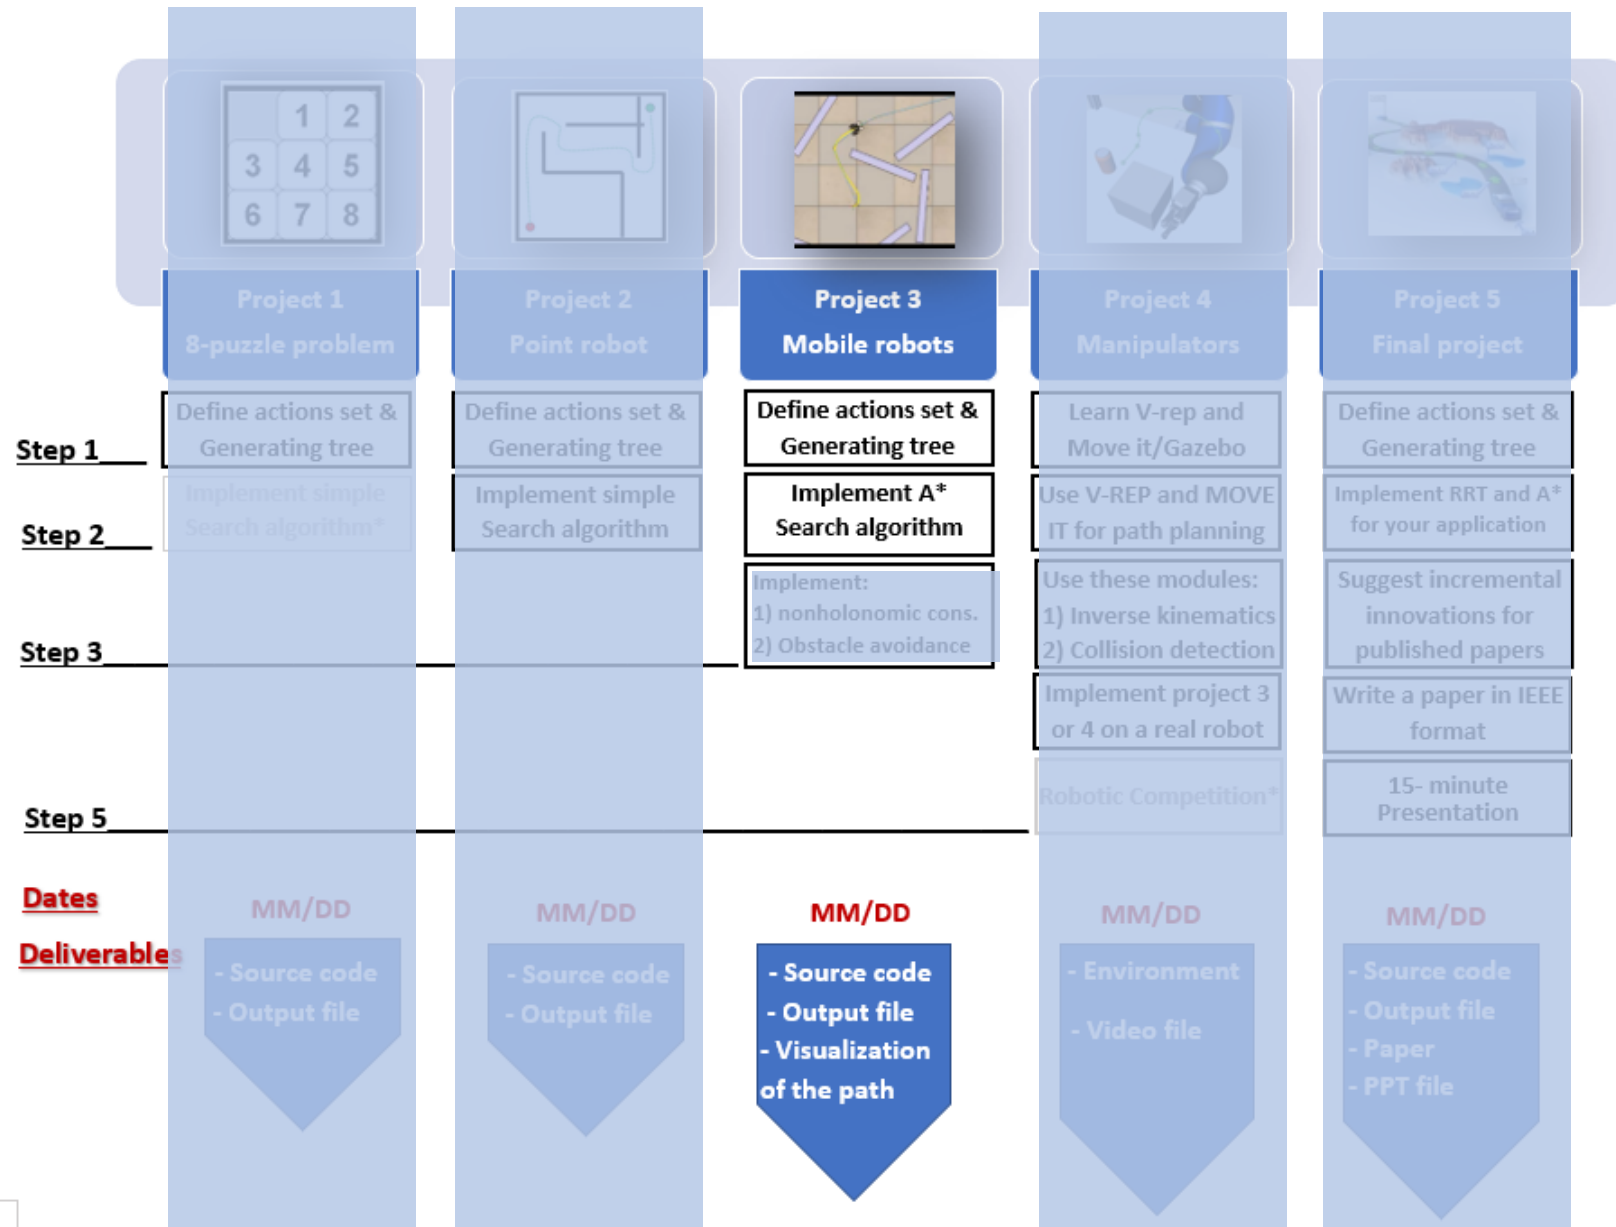 1 2
3 4 5
6 7 8
Project 1
8-puzzle problem
Project 2
Point robot
Project 3
Mobile robots
Project 4
Manipulators
Project 5
Final project
Step 1
Define actions set &
Generating tree
Define actions set &
Generating tree
Define actions set &
Generating tree
Learn V-rep and
Move it/Gazebo
Define actions set &
Generating tree
Step 2
Implement simple
Search algorithm*
Implement simple
Search algorithm
Implement A*
Search algorithm
Use V-REP and MOVE
IT for path planning
Implement RRT and A*
for your application
Step 3
Implement:
1) nonholonomic cons.
2) Obstacle avoidance
Use these modules:
1) Inverse kinematics
2) Collision detection
Suggest incremental
innovations for
published papers
Implement project 3
or 4 on a real robot
Write a paper in IEEE
format
Step 5
Robotic Competition*
15- minute
Presentation
Dates
MM/DD
MM/DD
MM/DD
MM/DD
MM/DD
Deliverables
- Source code
- Output file
- Source code
- Output file
- Source code
- Output file
- Visualization
of the path
- Environment
- Video file
- Source code
- Output file
- Paper
- PPT file